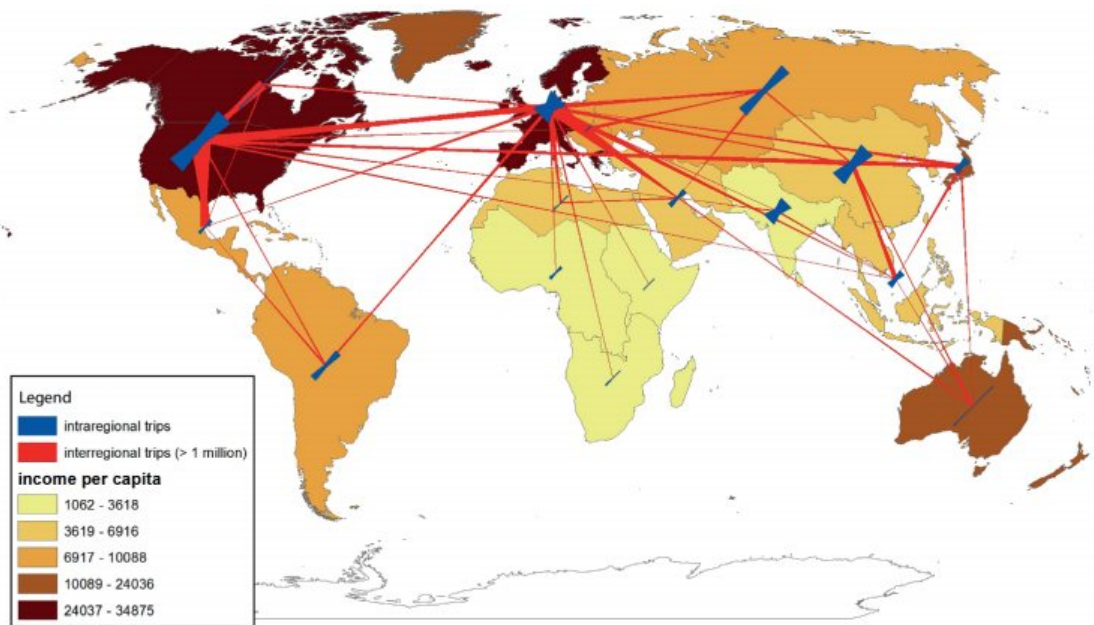 Legend
intraregional trips
interregional trips (> 1 million)
income per capita
1062 - 3618
3619 - 6916
6917 - 10088
10089 - 24036
24037 - 34875